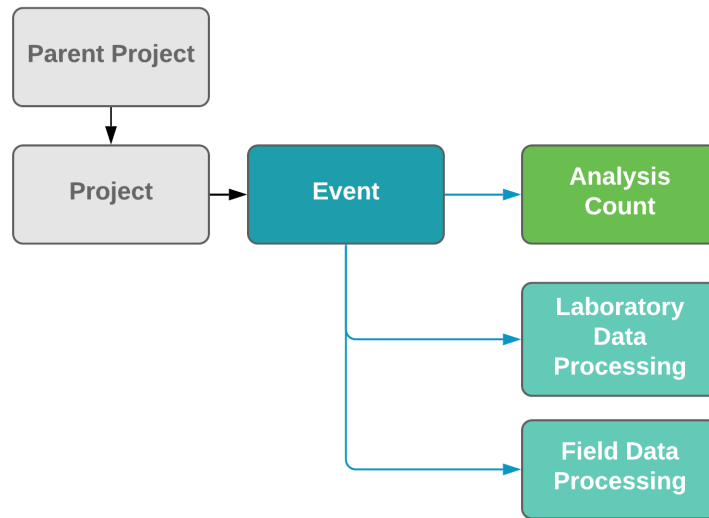 Parent Project
Project
Event
Analysis
Count
Laboratory
Data
Processing
Field Data
Processing